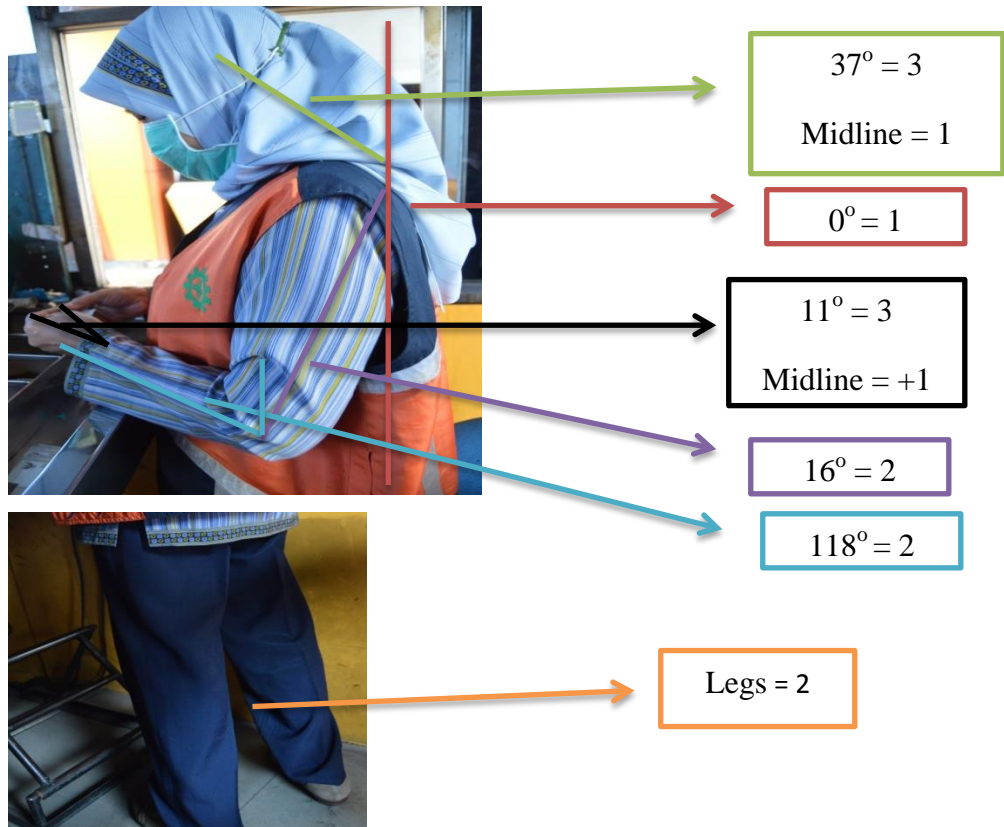 37° = 3
Midline = 1
0° = 1
11° = 3
Midline = +1
16° = 2
118° = 2
Legs = 2